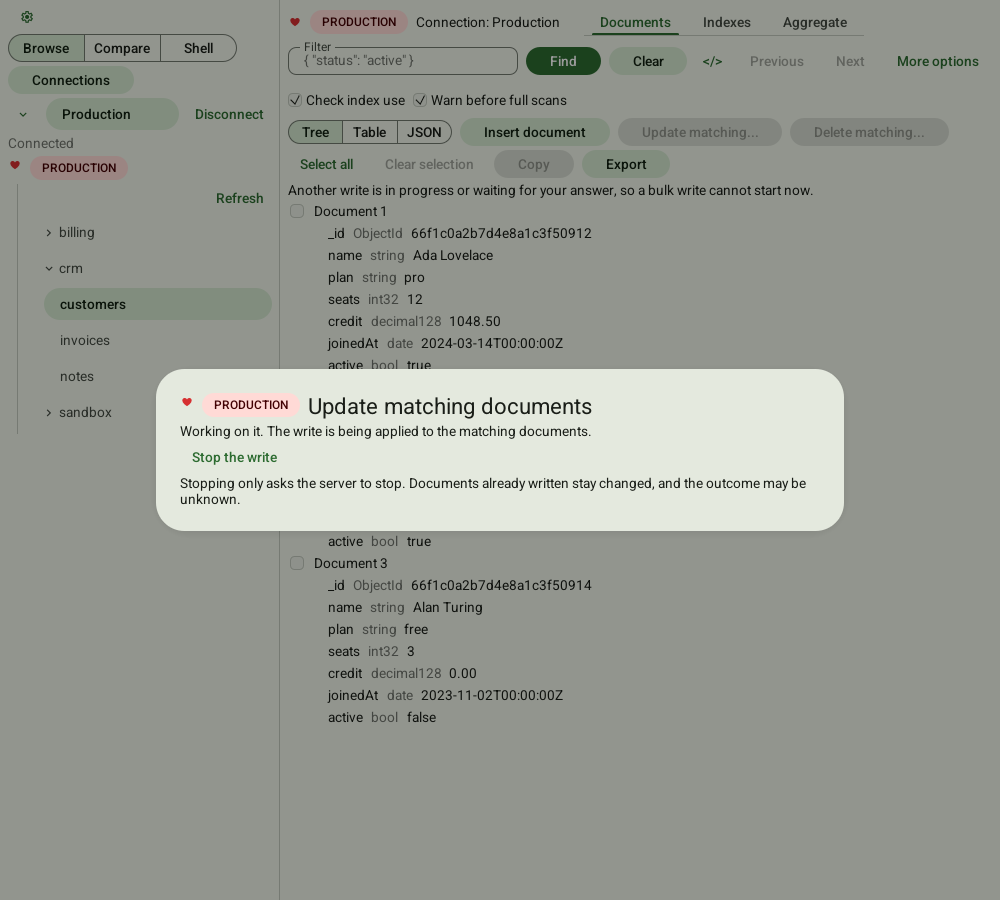 Browse Compare Shell
Connections
Production Disconnect
Connected
PRODUCTION
Refresh
billing
crm
customers
invoices
notes
sandbox
PRODUCTION Connection: Production Documents Indexes Aggregate
Filter
{ "status": "active" } Find Clear </> Previous Next More options
Check index use Warn before full scans
Tree Table JSON Insert document Update matching... Delete matching...
Select all Clear selection Copy Export
Another write is in progress or waiting for your answer, so a bulk write cannot start now.
Document 1
_id ObjectId 66f1c0a2b7d4e8a1c3f50912
name string Ada Lovelace
plan string pro
seats int32 12
credit decimal128 1048.50
joinedAt date 2024-03-14T00:00:00Z
active bool true
PRODUCTION Update matching documents
Working on it. The write is being applied to the matching documents.
Stop the write
Stopping only asks the server to stop. Documents already written stay changed, and the outcome may be
unknown.
active bool true
Document 3
_id ObjectId 66f1c0a2b7d4e8a1c3f50914
name string Alan Turing
plan string free
seats int32 3
credit decimal128 0.00
joinedAt date 2023-11-02T00:00:00Z
active bool false